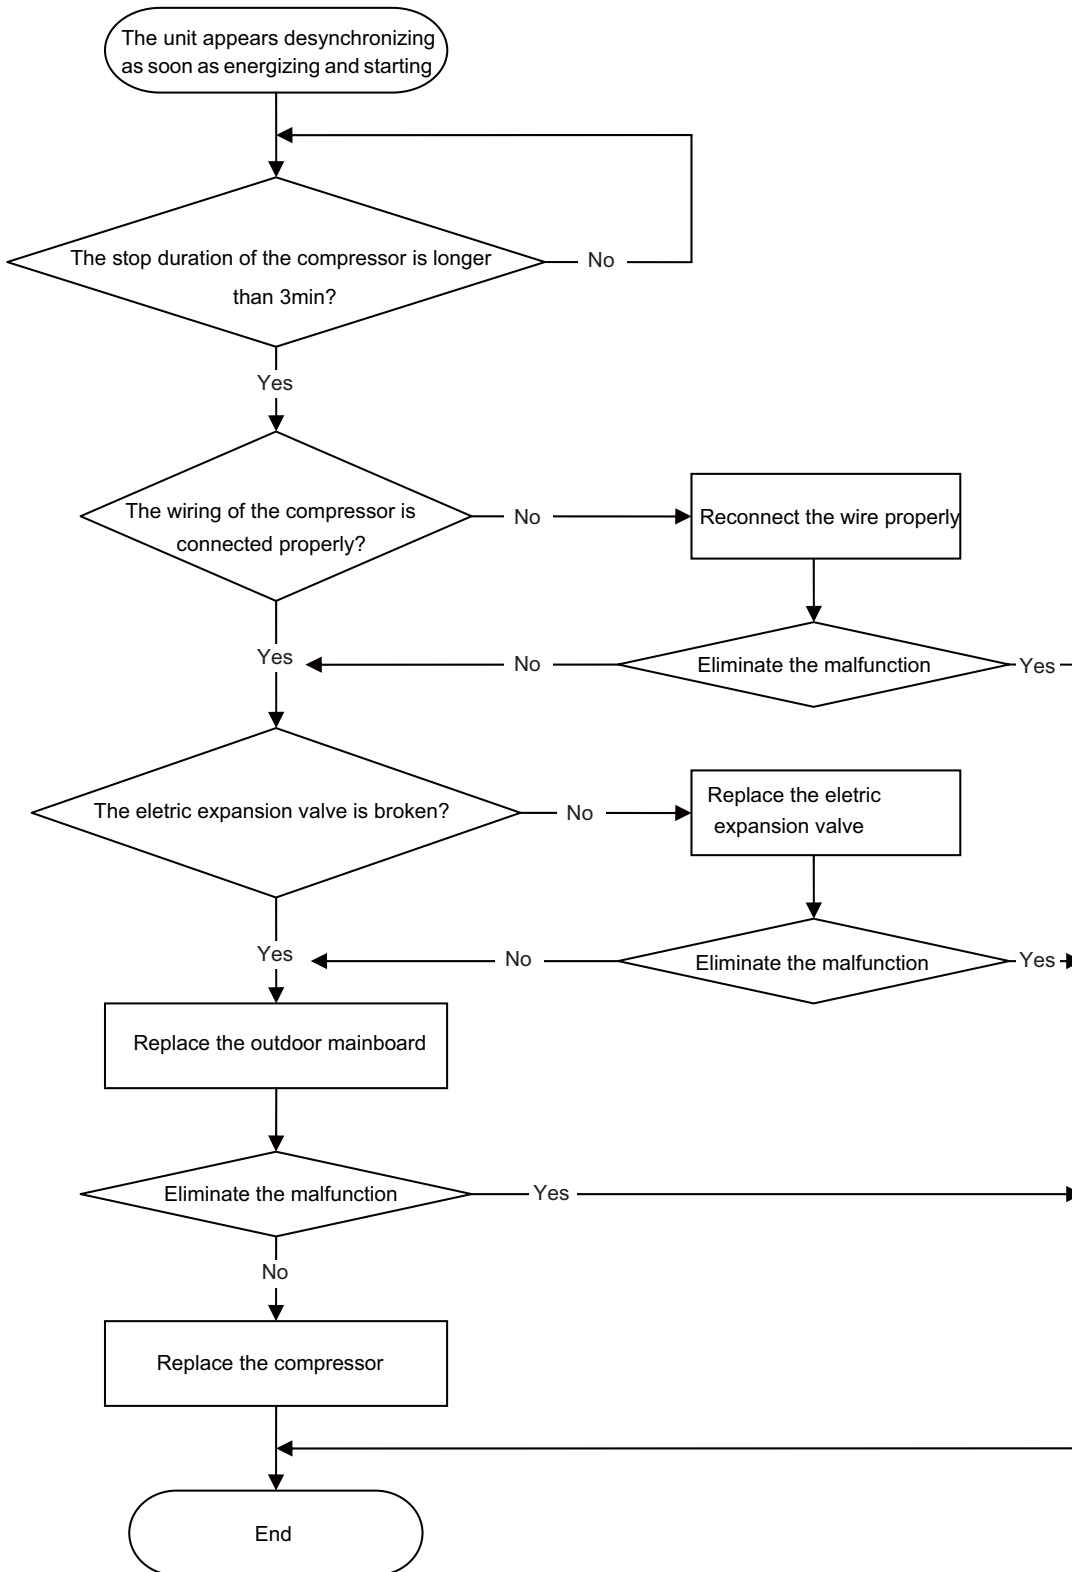 The unit appears desynchronizing
as soon as energizing and starting
The stop duration of the compressor is longer
than 3min?
No
Yes
The wiring of the compressor is
connected properly?
No
Reconnect the wire properly
Yes
No
Eliminate the malfunction
Yes
The eletric expansion valve is broken?
No
Replace the eletric
expansion valve
Yes
No
Eliminate the malfunction
Yes
Replace the outdoor mainboard
Eliminate the malfunction
Yes
No
Replace the compressor
End